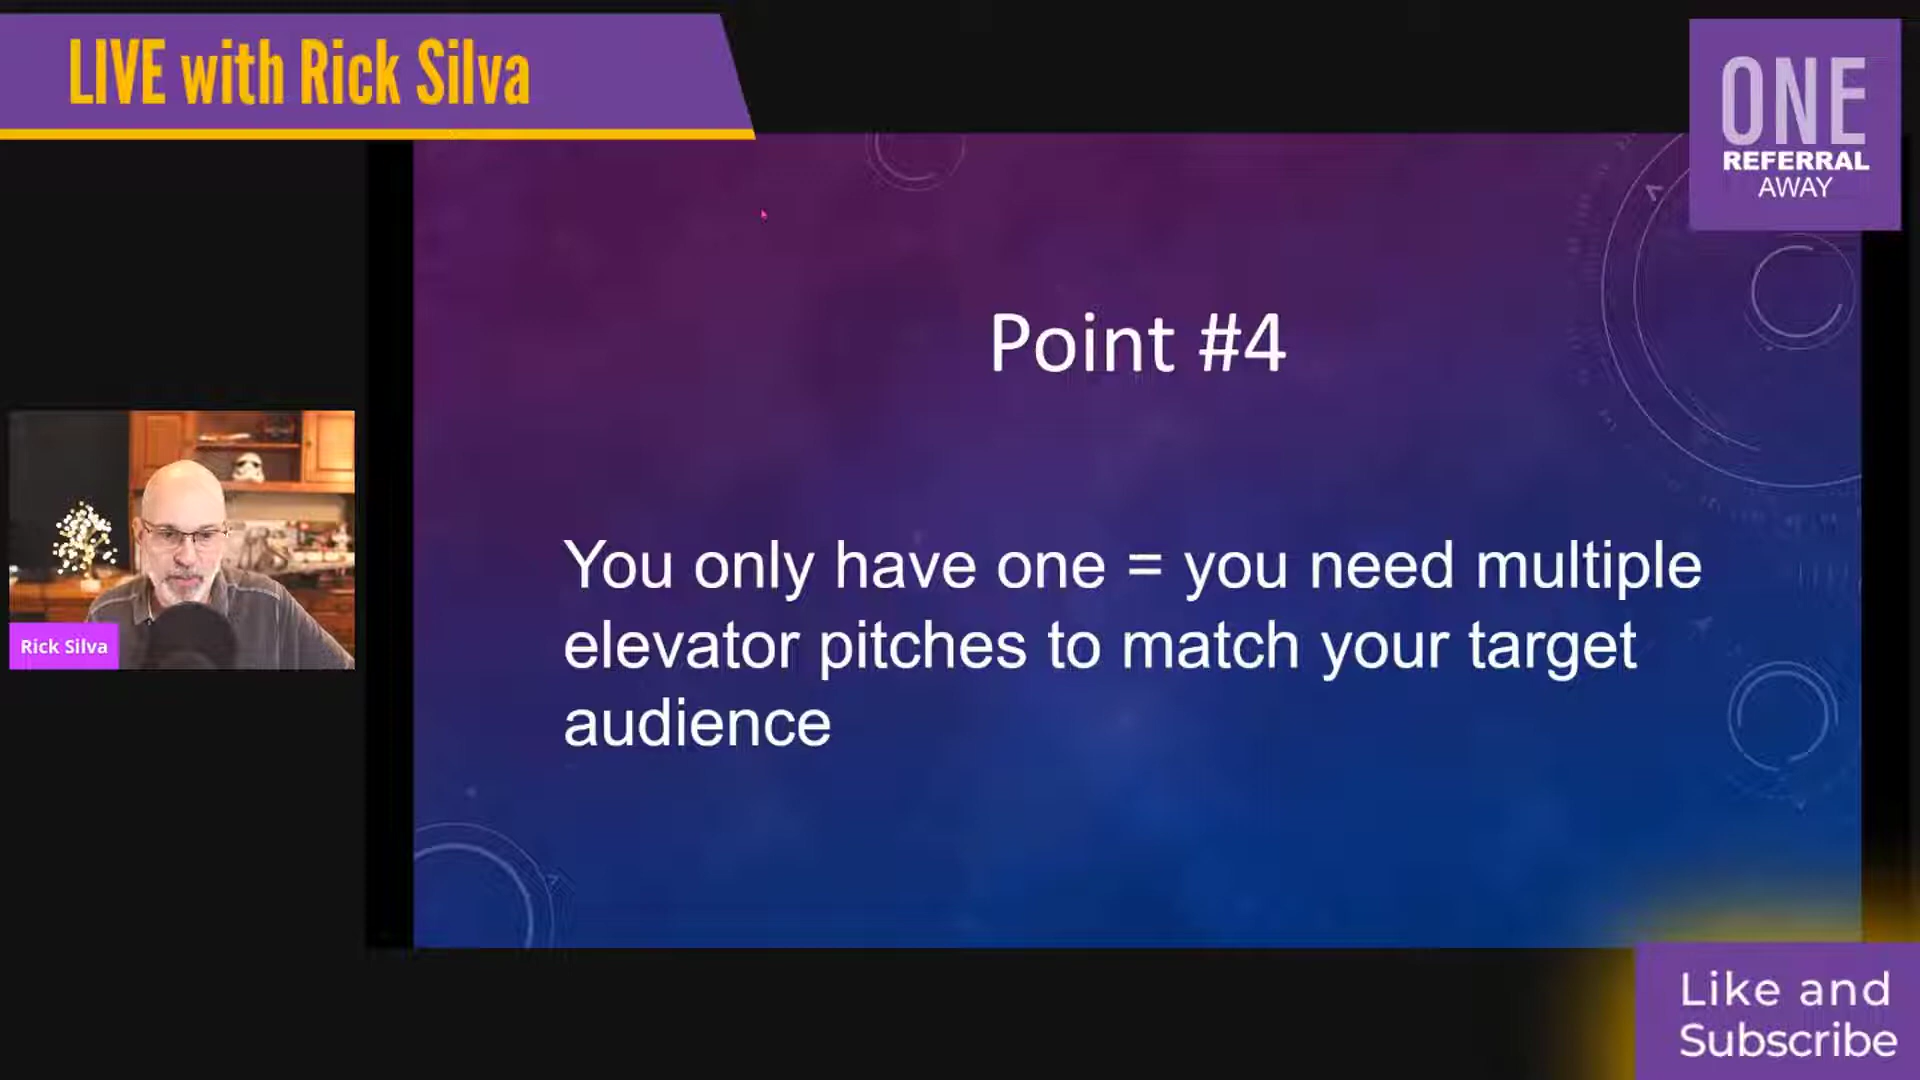 LIVE with Rick Silva
ONE
REFERRAL
AWAY
Point #4
You only have one = you need multiple
elevator pitches to match your target
audience
Rick Silva
Like and
Subscribe